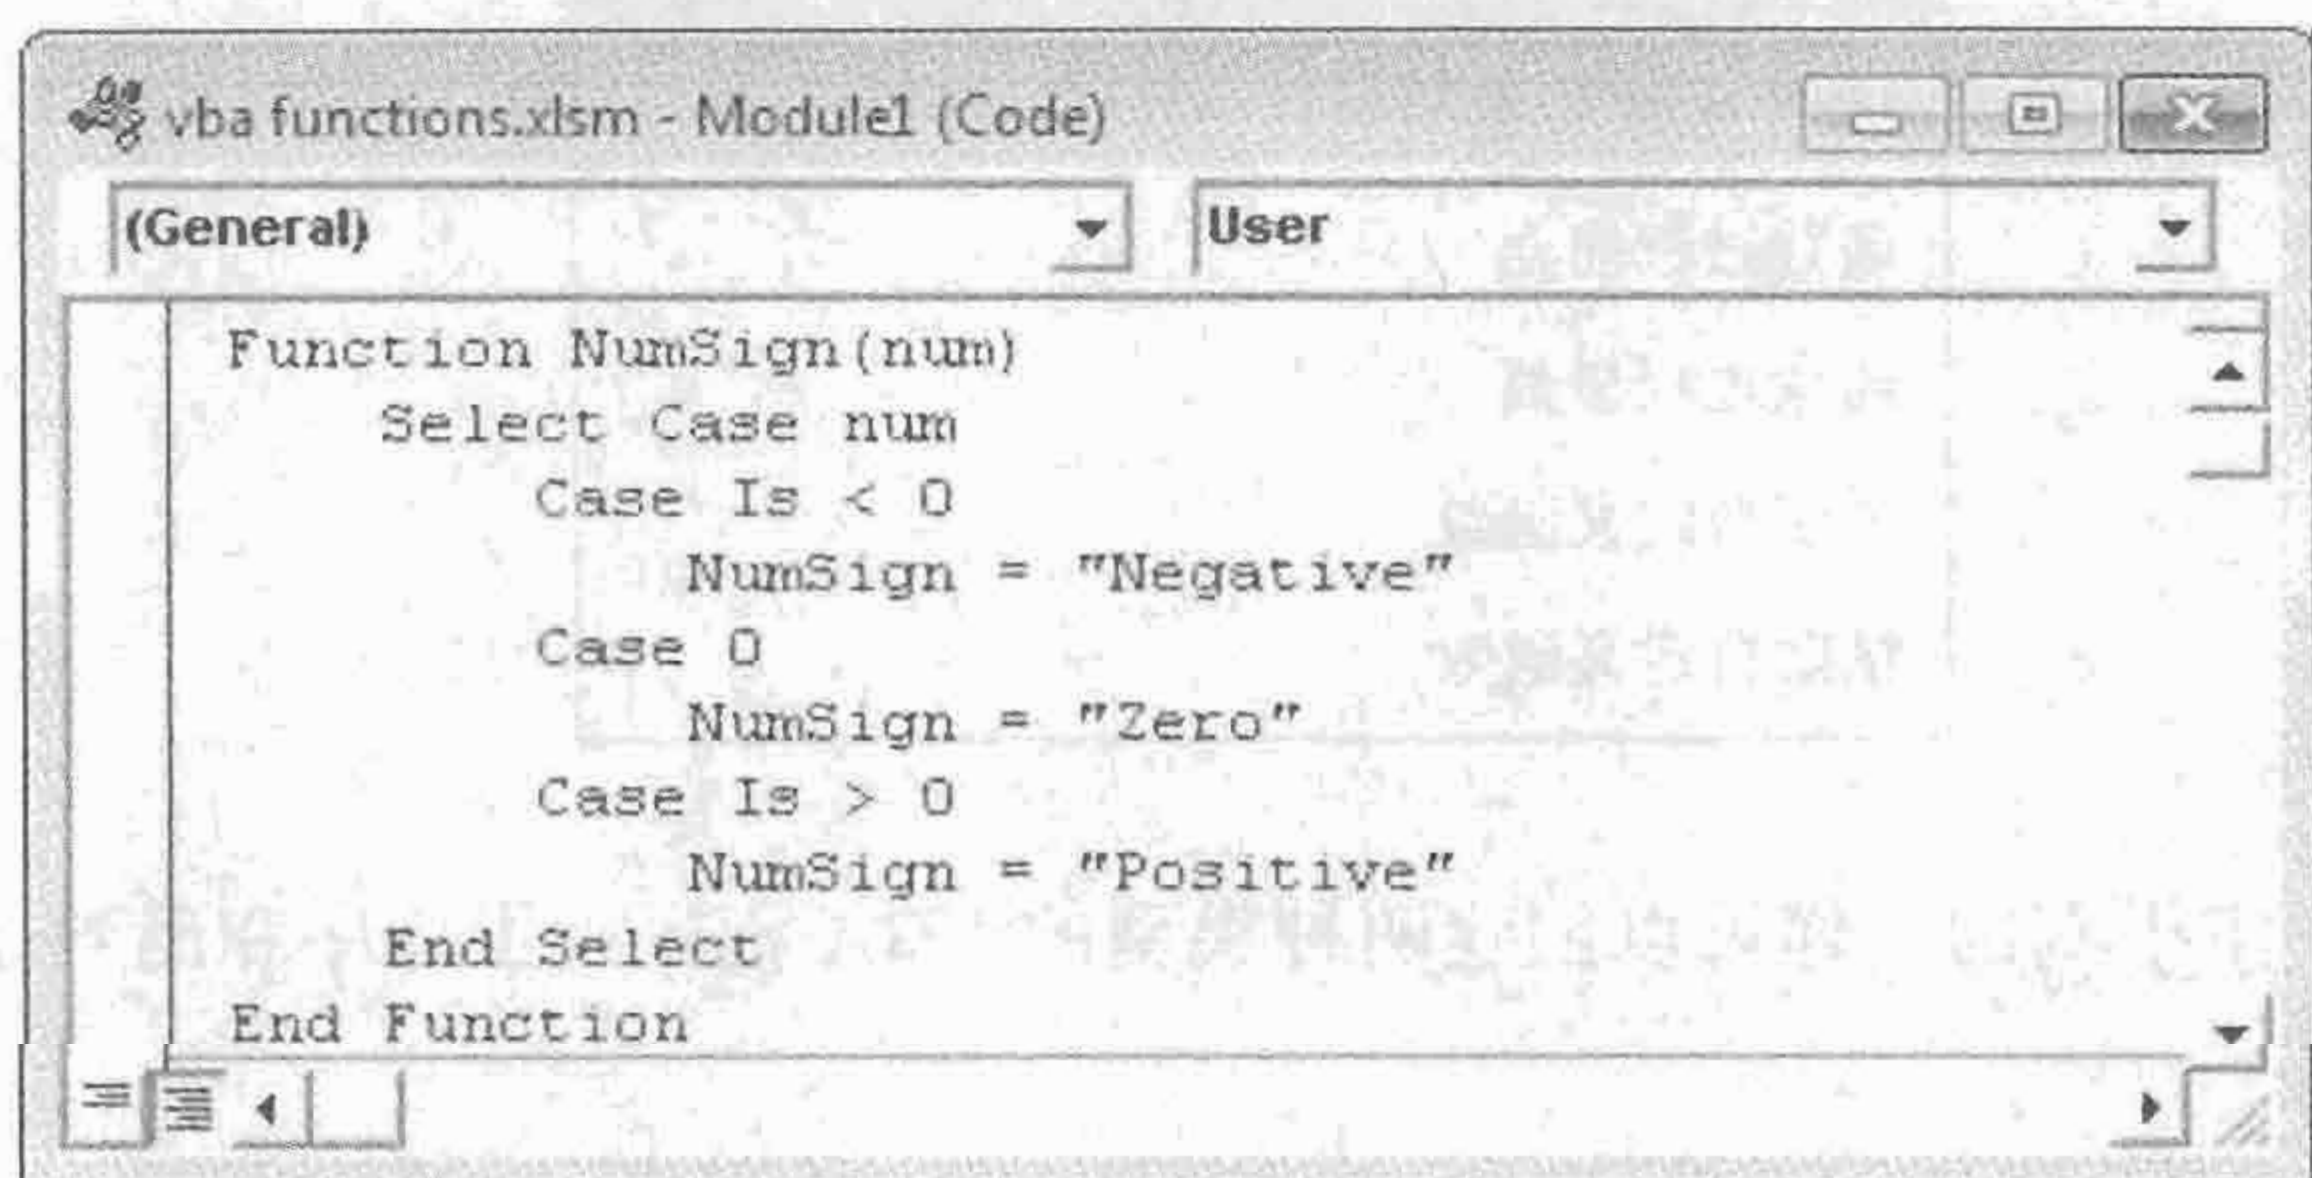 vba functions.xlsm - Module1 (Code)
(General) User
Function NumSign(num)
    Select Case num
        Case Is < 0
            NumSign = "Negative"
        Case 0
            NumSign = "Zero"
        Case Is > 0
            NumSign = "Positive"
    End Select
End Function